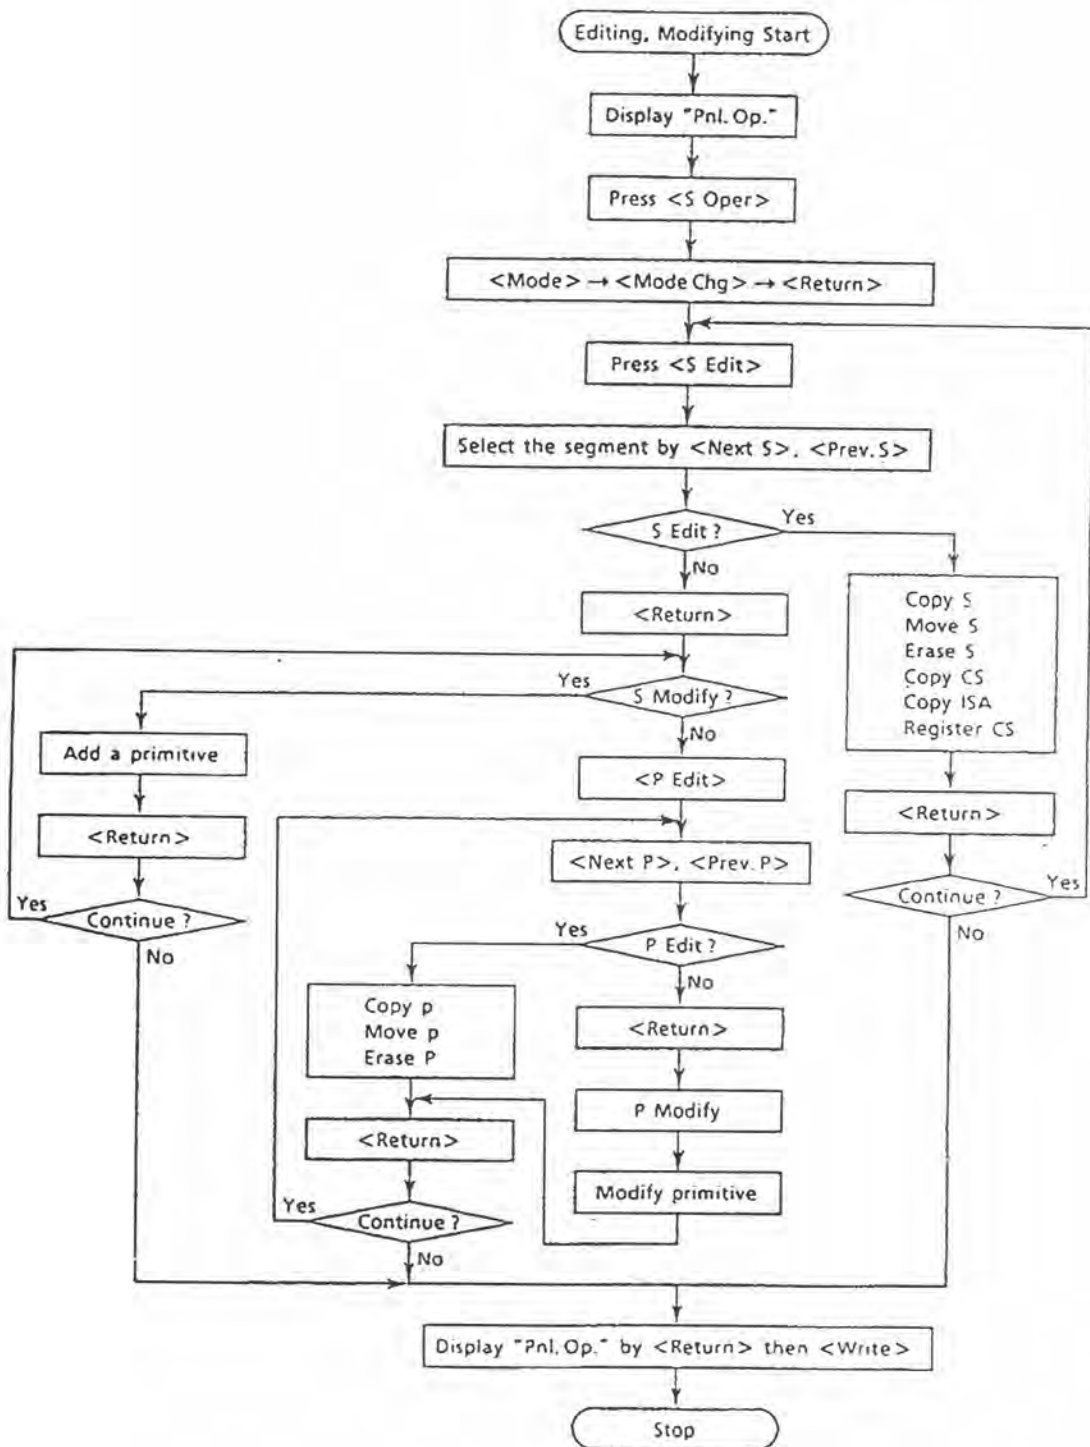 Editing, Modifying Start
Display "Pnl. Op."
Press <S Oper>
<Mode> → <Mode Chg> → <Return>
Press <S Edit>
Select the segment by <Next S>, <Prev. S>
S Edit ?
Yes
No
Copy S
Move S
Erase S
Copy CS
Copy ISA
Register CS
<Return>
Continue ?
Yes
No
<Return>
S Modify ?
Yes
No
Add a primitive
<Return>
Continue ?
Yes
No
<P Edit>
<Next P>, <Prev. P>
P Edit ?
Yes
No
Copy p
Move p
Erase P
<Return>
Continue ?
Yes
No
<Return>
P Modify
Modify primitive
Display "Pnl. Op." by <Return> then <Write>
Stop